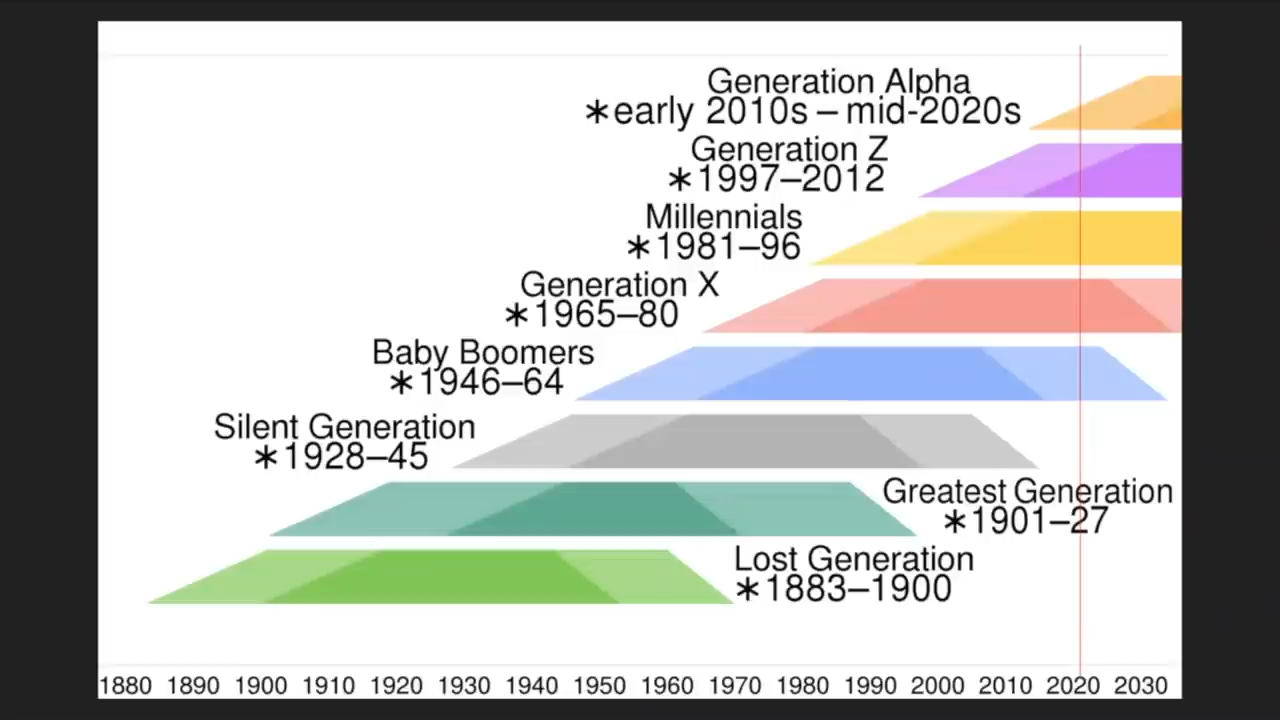 Generation Alpha
*early 2010s – mid-2020s
Generation Z
*1997–2012
Millennials
*1981–96
Generation X
*1965–80
Baby Boomers
*1946–64
Silent Generation
*1928–45
Greatest Generation
*1901–27
Lost Generation
*1883–1900
1880 1890 1900 1910 1920 1930 1940 1950 1960 1970 1980 1990 2000 2010 2020 2030